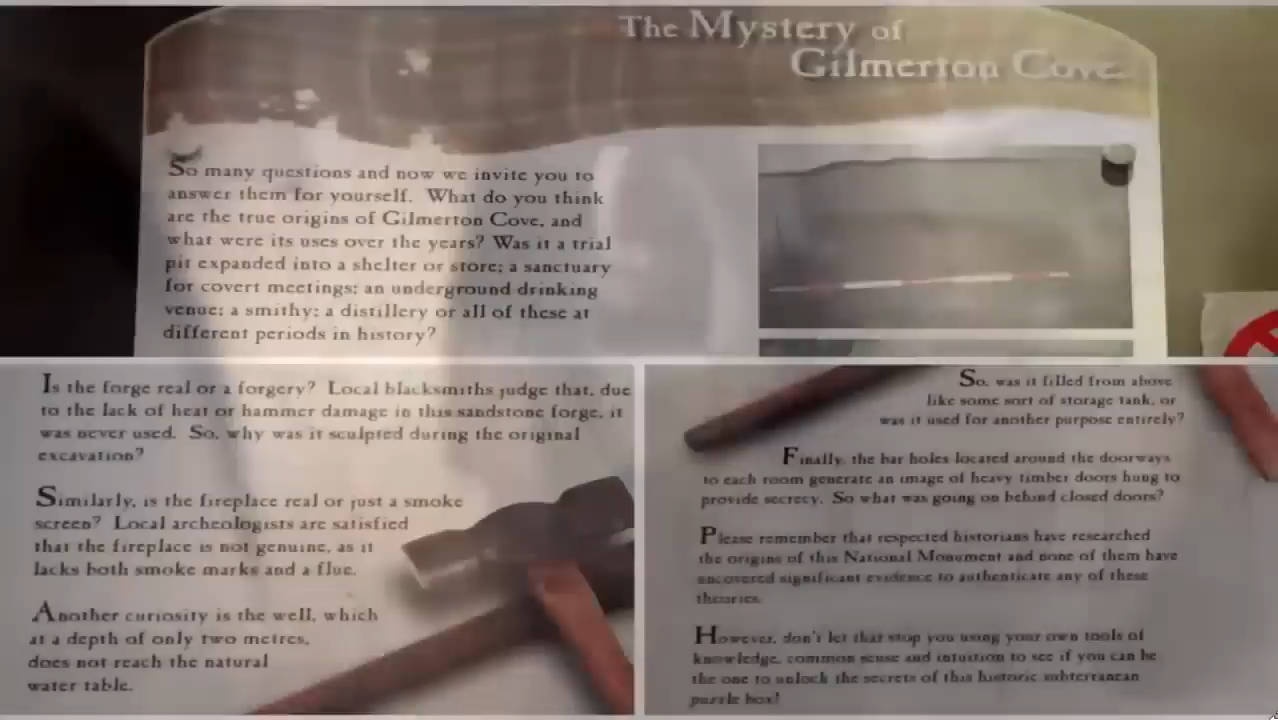 The Mystery of
Gilmerton Cove
So many questions and now we invite you to
answer them for yourself. What do you think
are the true origins of Gilmerton Cove, and
what were its uses over the years? Was it a trial
pit expanded into a shelter or store; a sanctuary
for covert meetings; an underground drinking
venue; a smithy; a distillery or all of these at
different periods in history?
Is the forge real or a forgery? Local blacksmiths judge that, due
to the lack of heat or hammer damage in this sandstone forge, it
was never used. So, why was it sculpted during the original
excavation?
Similarly, is the fireplace real or just a smoke
screen? Local archeologists are satisfied
that the fireplace is not genuine, as it
lacks both smoke marks and a flue.
Another curiosity is the well, which
at a depth of only two metres,
does not reach the natural
water table.
So, was it filled from above
like some sort of storage tank, or
was it used for another purpose entirely?
Finally, the bar holes located around the doorways
to each room generate an image of heavy timber doors hung to
provide secrecy. So what was going on behind closed doors?
Please remember that respected historians have researched
the origins of this National Monument and none of them have
uncovered significant evidence to authenticate any of these
theories.
However, don't let that stop you using your own tools of
knowledge, common sense and intuition to see if you can be
the one to unlock the secrets of this historic subterranean
puzzle box!